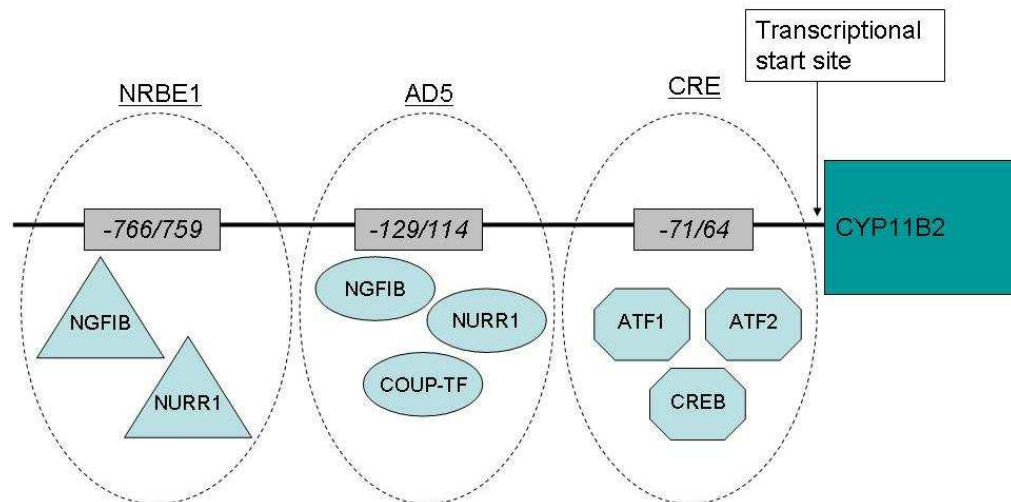 Transcriptional
start site
NRBE1
AD5
CRE
-766/759
-129/114
-71/64
CYP11B2
NGFIB
NURR1
NGFIB
NURR1
COUP-TF
ATF1
ATF2
CREB